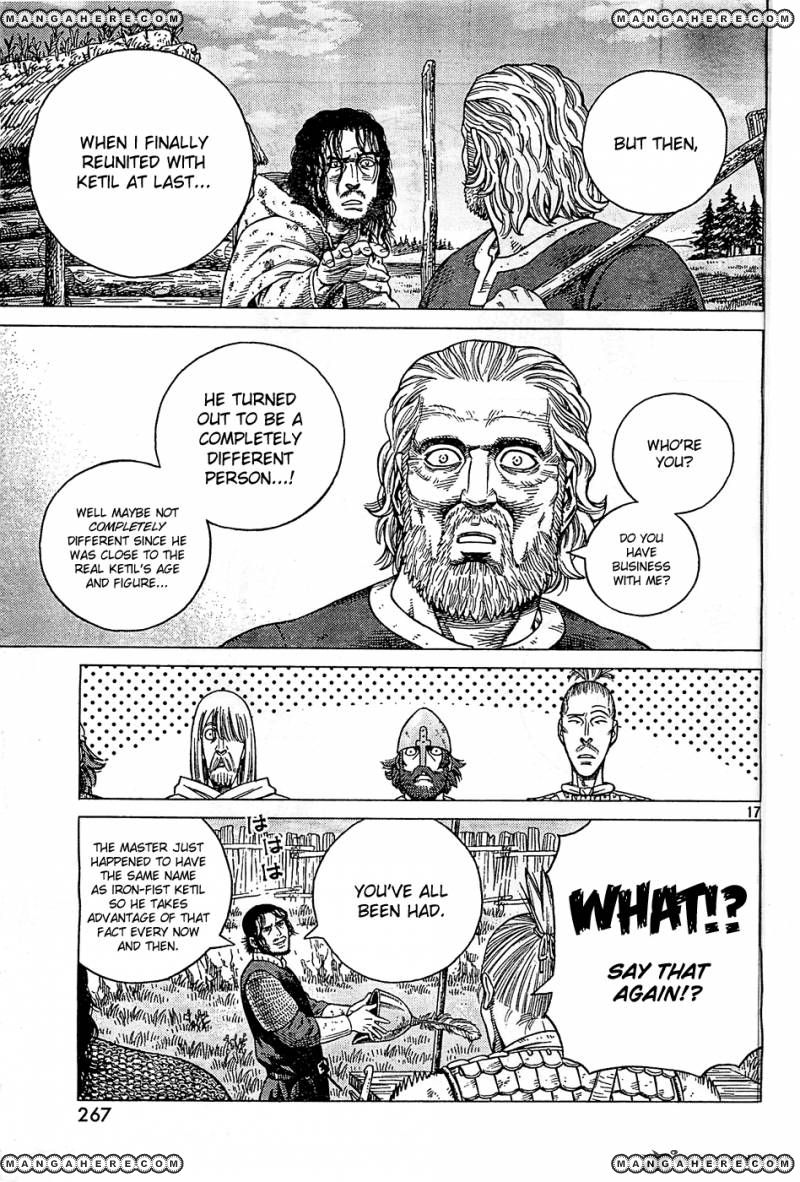 MANGAHERE.COM
MANGAHERE.COM
BUT THEN,
WHEN I FINALLY
REUNITED WITH
KETIL AT LAST...
WHO'RE
YOU?
DO YOU
HAVE
BUSINESS
WITH ME?
HE TURNED
OUT TO BE A
COMPLETELY
DIFFERENT
PERSON...!
WELL MAYBE NOT
COMPLETELY
DIFFERENT SINCE
HE WAS CLOSE TO THE
REAL KETIL'S AGE
AND FIGURE...
17
WHAT!?
SAY THAT
AGAIN!?
YOU'VE ALL
BEEN HAD.
はははは
THE MASTER JUST
HAPPENED TO HAVE
THE SAME NAME
AS IRON-FIST KETIL
SO HE TAKES
ADVANTAGE OF THAT
FACT EVERY NOW
AND THEN.
267
MANGAHERE.COM
MANGAHERE.COM